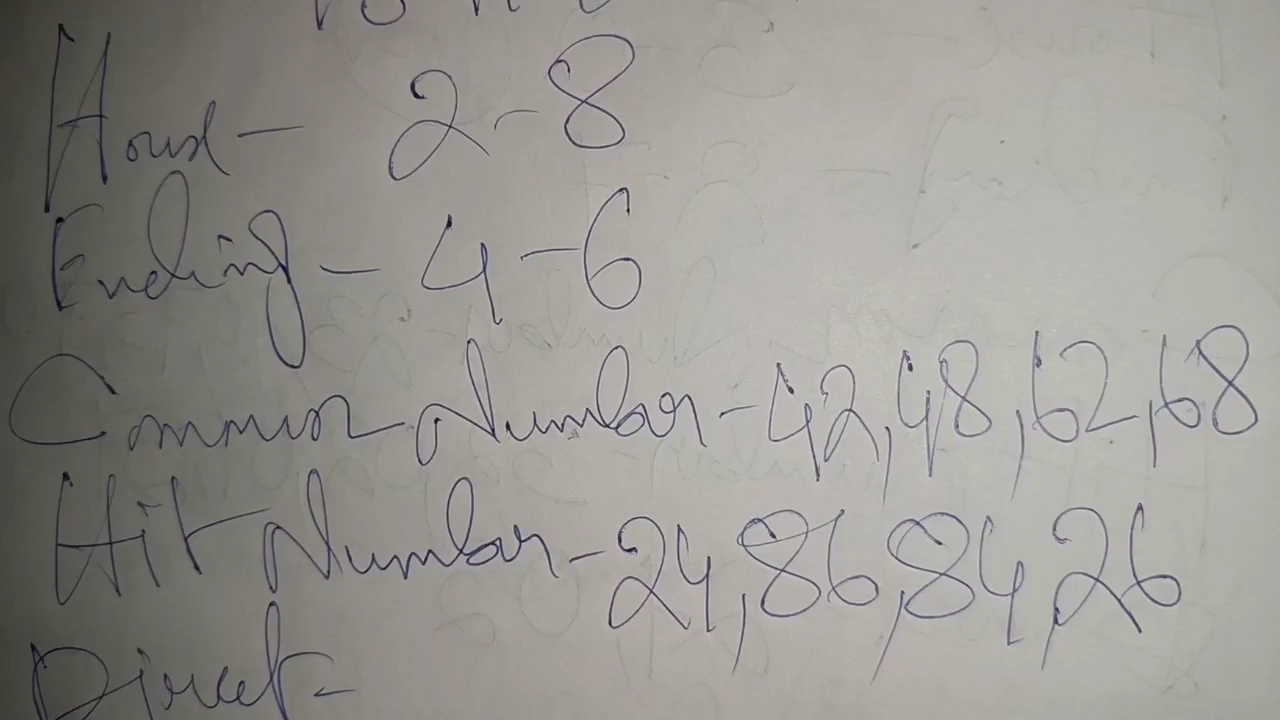 House - 2-8
Ending - 4-6
Common Number - 42,48,62,68
Hit Number - 24,86,84,26
Direct -